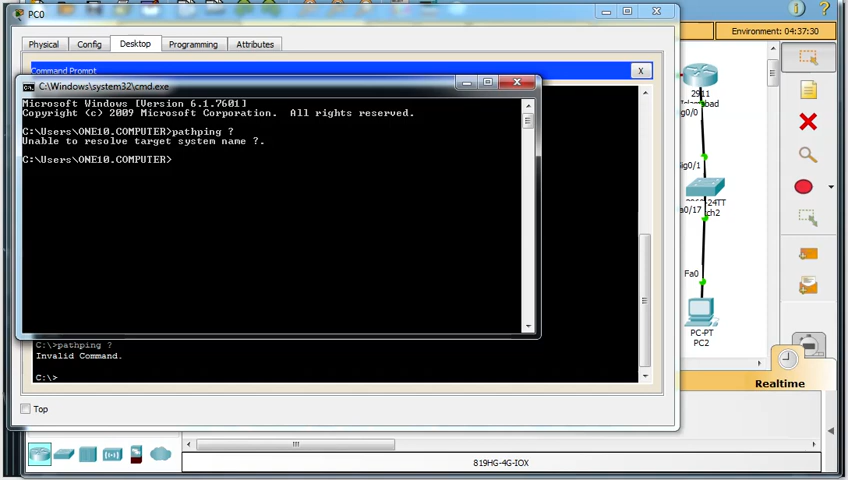 PC0
Environment: 04:37:30
Physical
Config
Desktop
Programming
Attributes
Command Prompt
X
C:\Windows\system32\cmd.exe
Microsoft Windows [Version 6.1.7601]
Copyright (c) 2009 Microsoft Corporation. All rights reserved.
C:\Users\ONE10.COMPUTER>pathping ?
Unable to resolve target system name ?.
C:\Users\ONE10.COMPUTER>
C:\>pathping ?
Invalid Command.
C:\>
Top
2911
Gig0/1
Fa0/17
Fa0
PC-PT
PC2
Realtime
819HG-4G-IOX